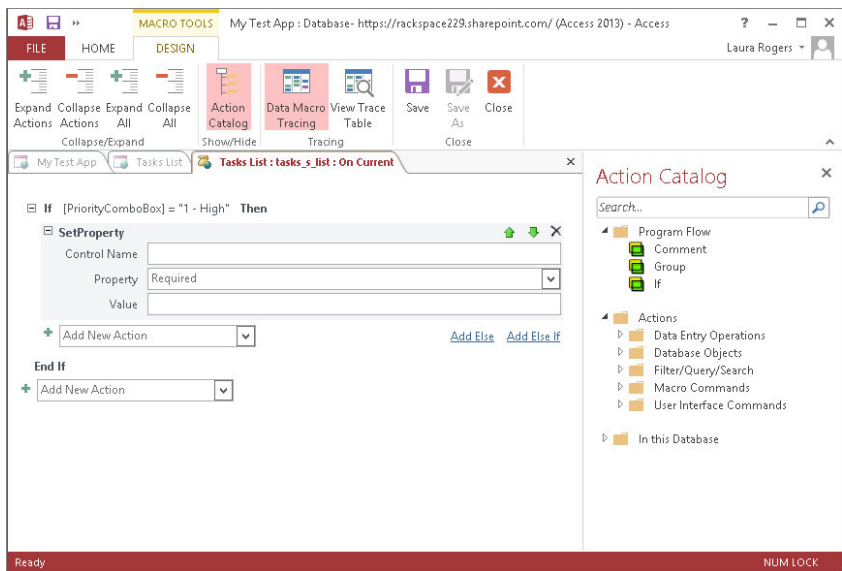 MACRO TOOLS My Test App : Database- https://rackspace229.sharepoint.com/ (Access 2013) - Access ?
FILE HOME DESIGN Laura Rogers
Expand Collapse Expand Collapse Action Data Macro View Trace Save Save Close
Actions Actions All All Catalog Tracing Table As
Collapse/Expand Show/Hide Tracing Close
My Test App Tasks List Tasks List : tasks_s_list : On Current
Action Catalog
Search...
If [PriorityComboBox] = "1 - High" Then
SetProperty
Control Name
Property Required
Value
Add New Action Add Else Add Else If
End If
Add New Action
Program Flow
Comment
Group
If
Actions
Data Entry Operations
Database Objects
Filter/Query/Search
Macro Commands
User Interface Commands
In this Database
Ready NUM LOCK